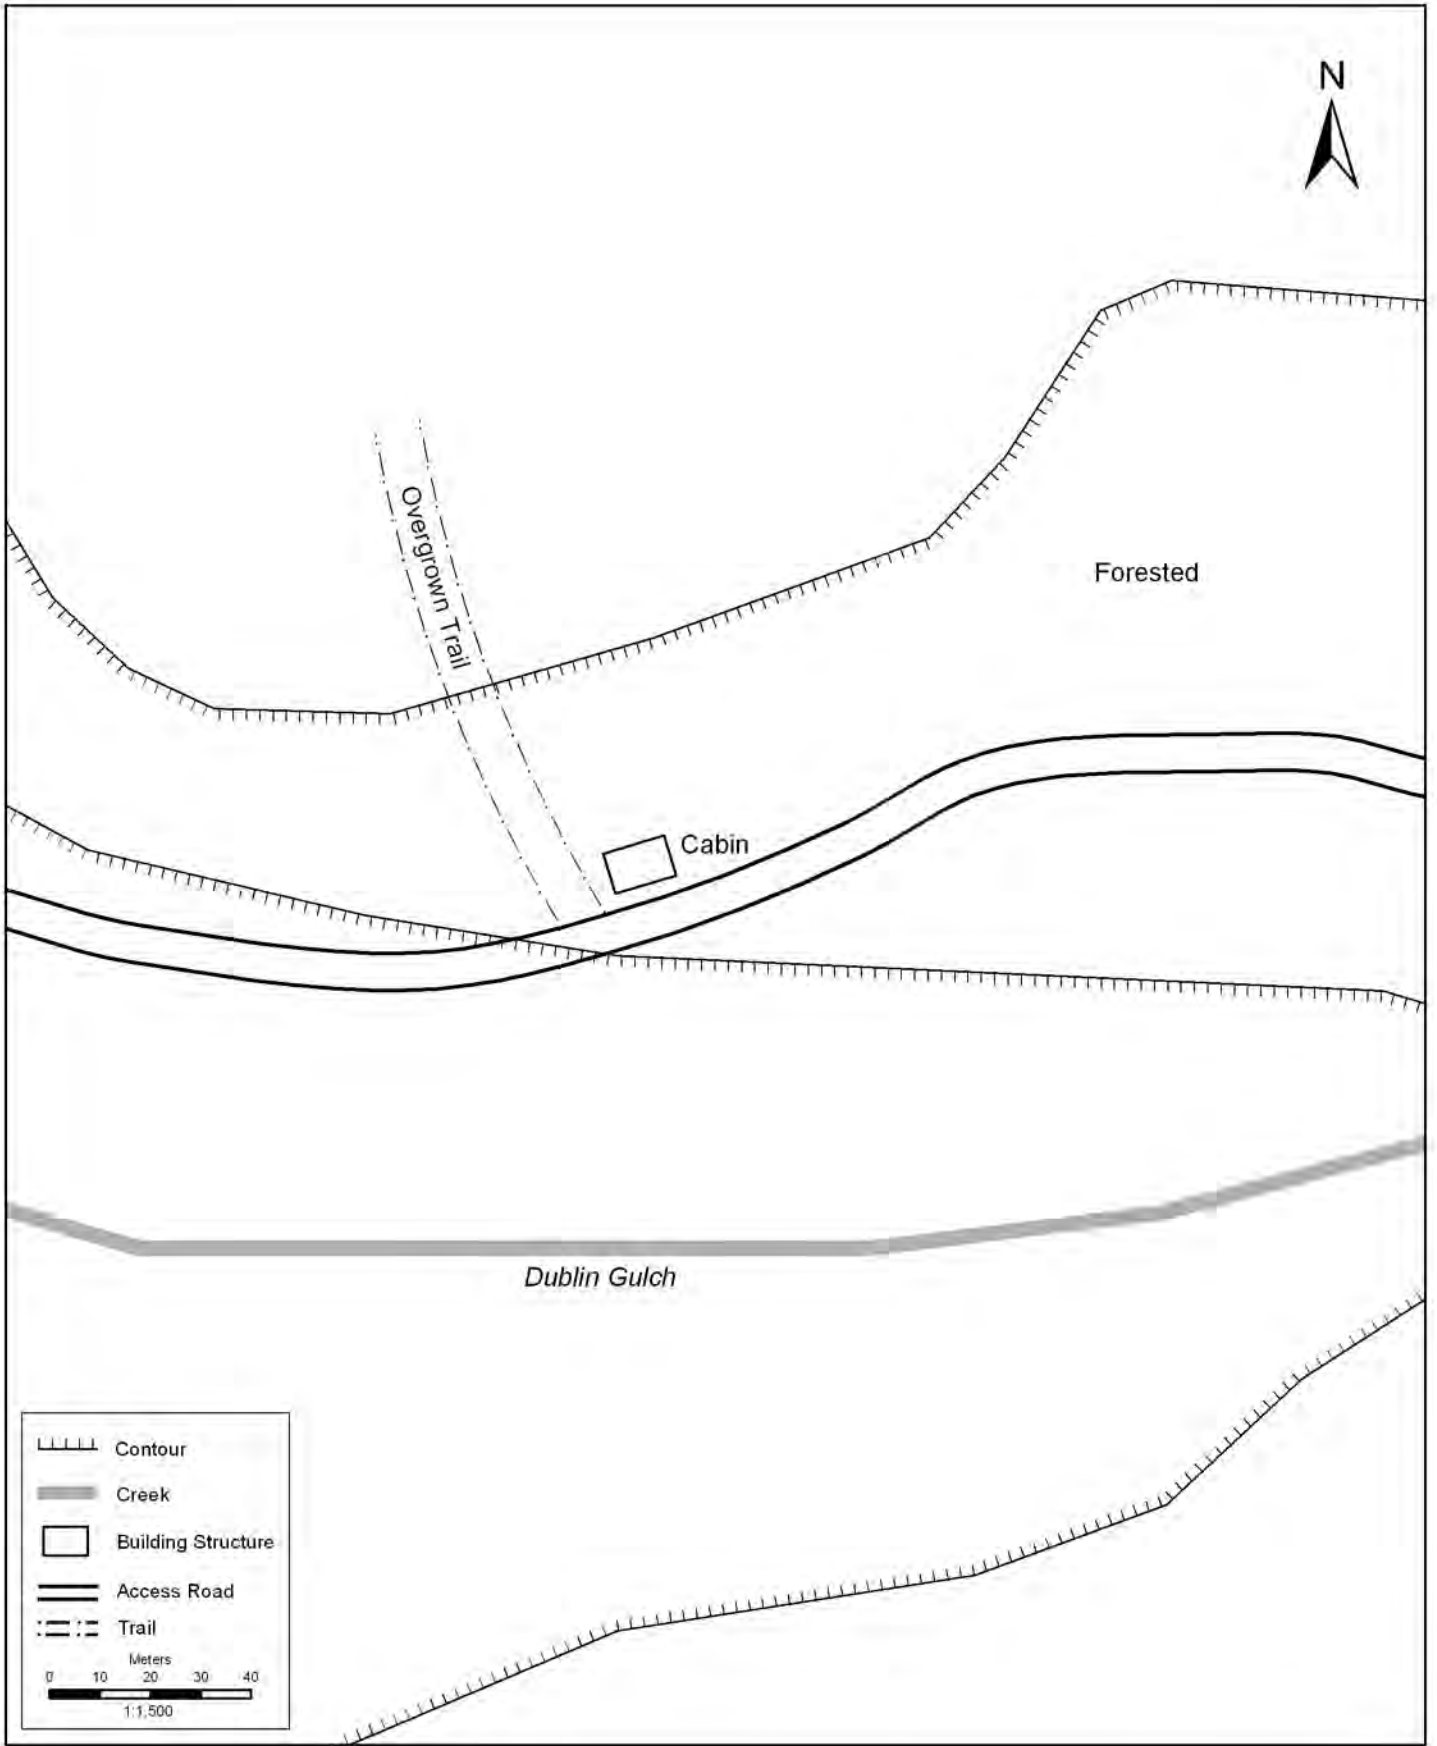 N
Overgrown Trail
Forested
Cabin
Dublin Gulch
Contour
Creek
Building Structure
Access Road
Trail
Meters
0 10 20 30 40
1:1,500